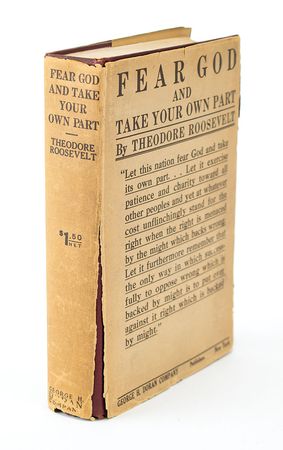 FEAR GOD
AND TAKE
YOUR
OWN PART
THEODORE
ROOSEVELT
$1.50
NET
GEORGE H.
DORAN
COMPANY
FEAR GOD
AND
TAKE YOUR OWN PART
By THEODORE ROOSEVELT
"Let this nation fear God and take
its own part. . . Let it exercise
patience and charity toward all
other peoples and yet at whatever
cost unflinchingly stand for the
right when the right is menaced
by the might which backs wrong.
Let it furthermore remember that
the only way in which success-
fully to oppose wrong which is
backed by might is to put over
against it right which is backed
by might."
GEORGE H. DORAN COMPANY Publishers New York